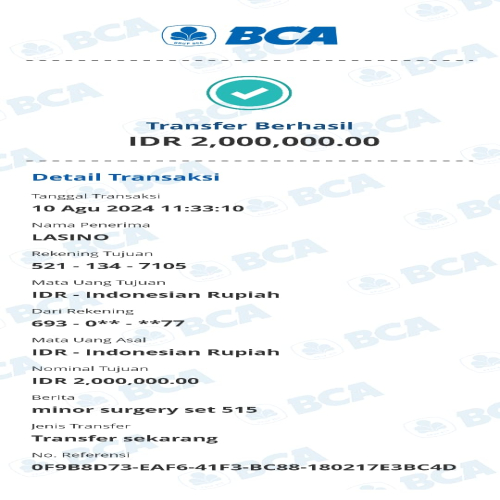 BCA
Transfer Berhasil
IDR 2,000,000.00
Detail Transaksi
Tanggal Transaksi
10 Agu 2024 11:33:10
Nama Penerima
LASINO
Rekening Tujuan
521 - 134 - 7105
Mata Uang Tujuan
IDR - Indonesian Rupiah
Dari Rekening
693 - 0** - **77
Mata Uang Asal
IDR - Indonesian Rupiah
Nominal Tujuan
IDR 2,000,000.00
Berita
minor surgery set 515
Jenis Transfer
Transfer sekarang
No. Referensi
0F9B8D73-EAF6-41F3-BC88-180217E3BC4D